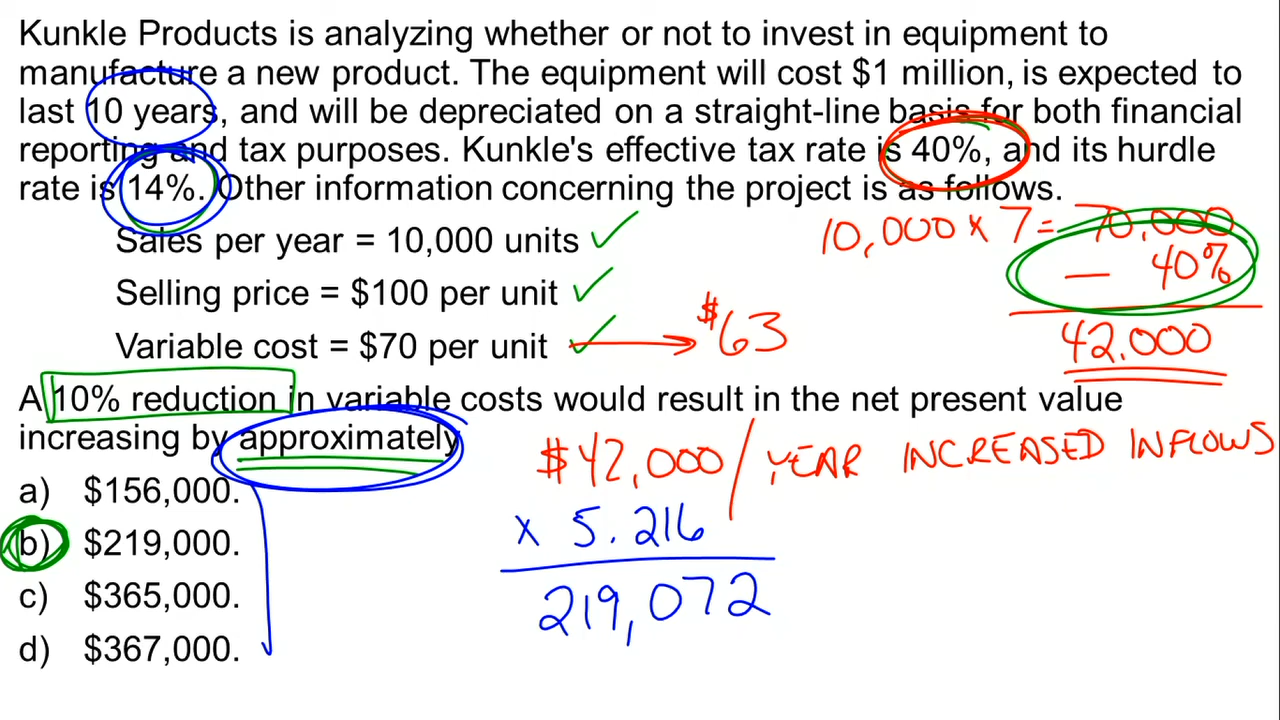 Kunkle Products is analyzing whether or not to invest in equipment to
manufacture a new product. The equipment will cost $1 million, is expected to
last 10 years, and will be depreciated on a straight-line basis for both financial
reporting and tax purposes. Kunkle's effective tax rate is 40%, and its hurdle
rate is 14%. Other information concerning the project is as follows.
Sales per year = 10,000 units
10,000 x 7 = 70,000
- 40%
42,000
Selling price = $100 per unit
Variable cost = $70 per unit
$63
A 10% reduction in variable costs would result in the net present value
increasing by approximately
$42,000 / YEAR INCREASED INFLOWS
x 5.216
219,072
a) $156,000.
b) $219,000.
c) $365,000.
d) $367,000.